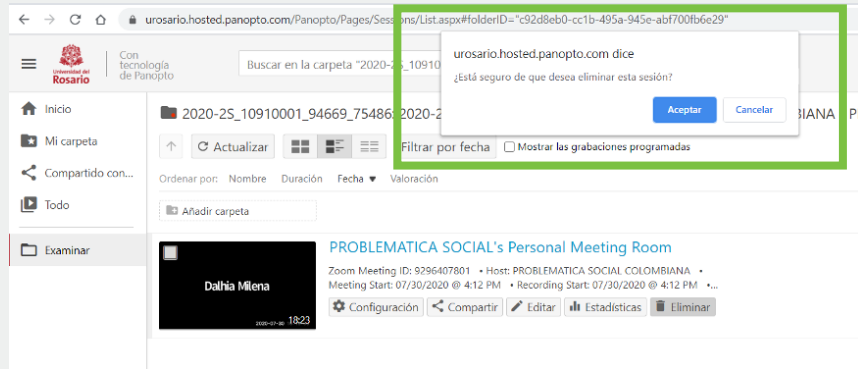 urosario.hosted.panopto.com/Panopto/Pages/Sessions/List.aspx#folderID="c92d8eb0-cc1b-495a-945e-abf700fb6e29"
urosario.hosted.panopto.com dice
¿Está seguro de que desea eliminar esta sesión?
Aceptar
Cancelar
Universidad del
Rosario
Con
tecnología
de Panopto
Buscar en la carpeta "2020-2S_10910
Inicio
Mi carpeta
Compartido con...
Todo
Examinar
2020-2S_10910001_94669_75486:2020-2
BIANA
P
Actualizar
Filtrar por fecha
Mostrar las grabaciones programadas
Ordenar por: Nombre Duración Fecha Valoración
Añadir carpeta
Dalhia Milena
2020-07-30 18:23
PROBLEMATICA SOCIAL's Personal Meeting Room
Zoom Meeting ID: 9296407801 • Host: PROBLEMATICA SOCIAL COLOMBIANA •
Meeting Start: 07/30/2020 @ 4:12 PM • Recording Start: 07/30/2020 @ 4:12 PM •...
Configuración Compartir Editar Estadísticas Eliminar